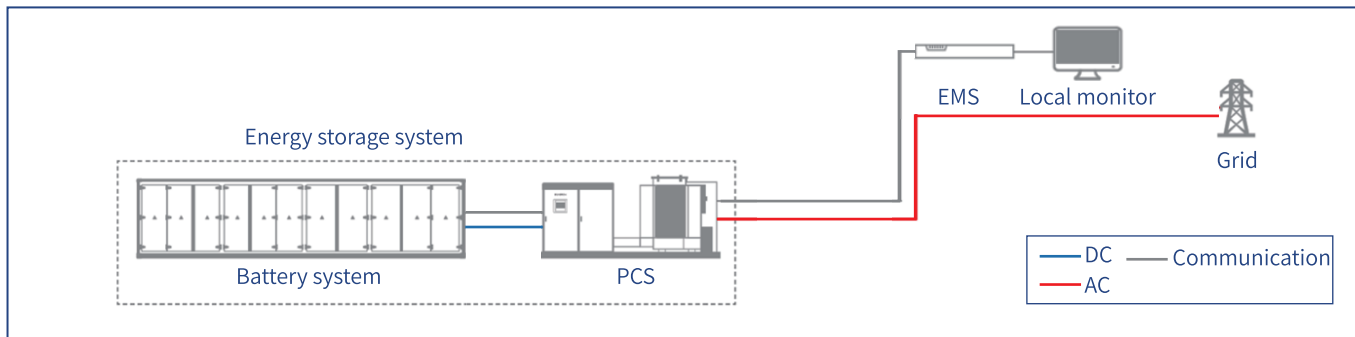 EMS
Local monitor
Energy storage system
Grid
Battery system
PCS
DC
Communication
AC